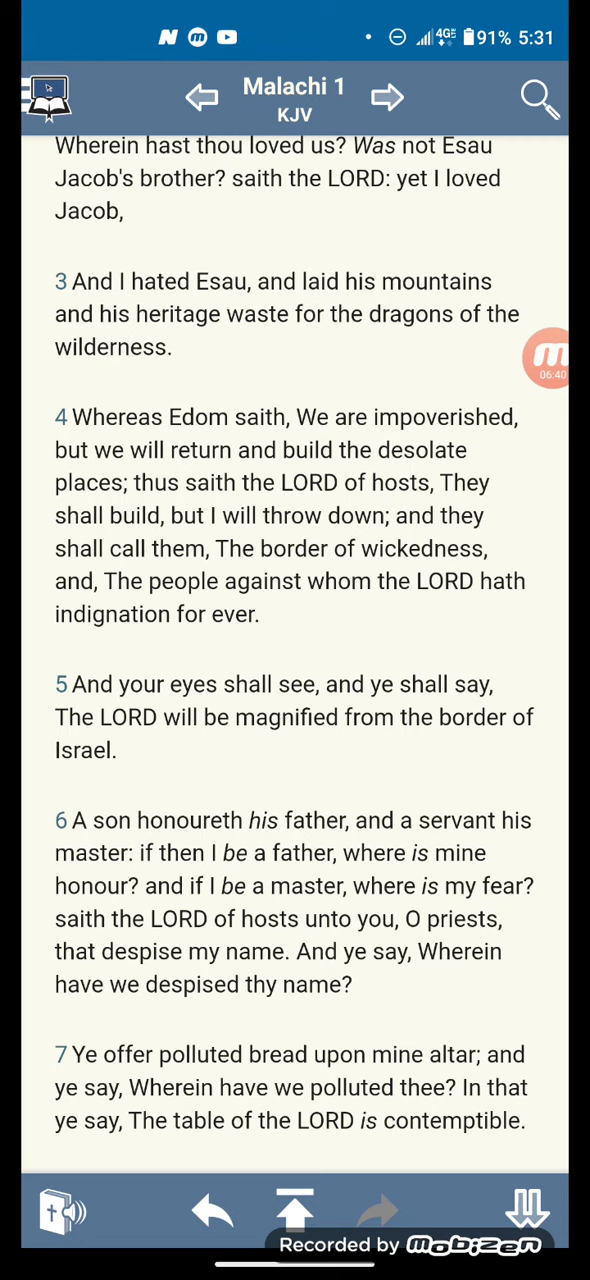 4GE 91% 5:31
Malachi 1
KJV
Wherein hast thou loved us? Was not Esau
Jacob's brother? saith the LORD: yet I loved
Jacob,
3 And I hated Esau, and laid his mountains
and his heritage waste for the dragons of the
wilderness.
06:40
4 Whereas Edom saith, We are impoverished,
but we will return and build the desolate
places; thus saith the LORD of hosts, They
shall build, but I will throw down; and they
shall call them, The border of wickedness,
and, The people against whom the LORD hath
indignation for ever.
5 And your eyes shall see, and ye shall say,
The LORD will be magnified from the border of
Israel.
6 A son honoureth his father, and a servant his
master: if then I be a father, where is mine
honour? and if I be a master, where is my fear?
saith the LORD of hosts unto you, O priests,
that despise my name. And ye say, Wherein
have we despised thy name?
7 Ye offer polluted bread upon mine altar; and
ye say, Wherein have we polluted thee? In that
ye say, The table of the LORD is contemptible.
Recorded by mobizen